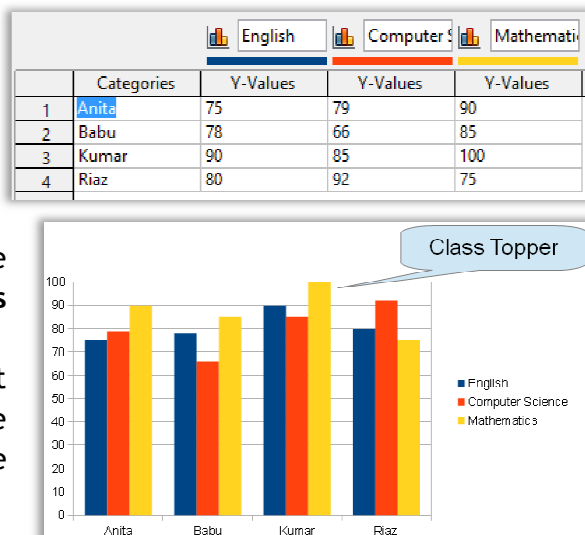 English Computer S Mathemati
Categories Y-Values Y-Values Y-Values
1 Anita 75 79 90
2 Babu 78 66 85
3 Kumar 90 85 100
4 Riaz 80 92 75
e
s
t
e
e
Class Topper
100
90
80
70
60
50
40
30
20
10
0
English
Computer Science
Mathematics
Anita Babu Kumar Riaz